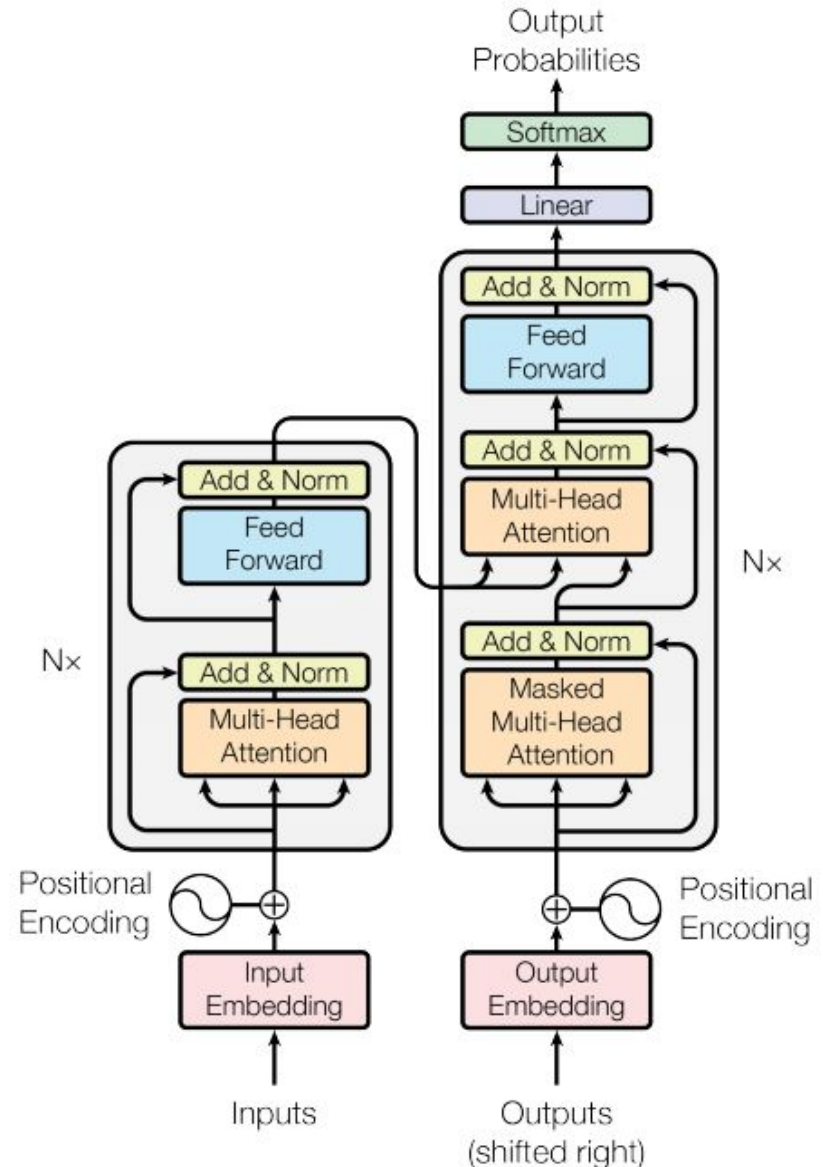 Output
Probabilities
Softmax
Linear
Add & Norm
Feed
Forward
Add & Norm
Multi-Head
Attention
Nx
Add & Norm
Masked
Multi-Head
Attention
Add & Norm
Feed
Forward
Nx
Add & Norm
Multi-Head
Attention
Positional
Encoding
Positional
Encoding
Input
Embedding
Output
Embedding
Inputs
Outputs
(shifted right)